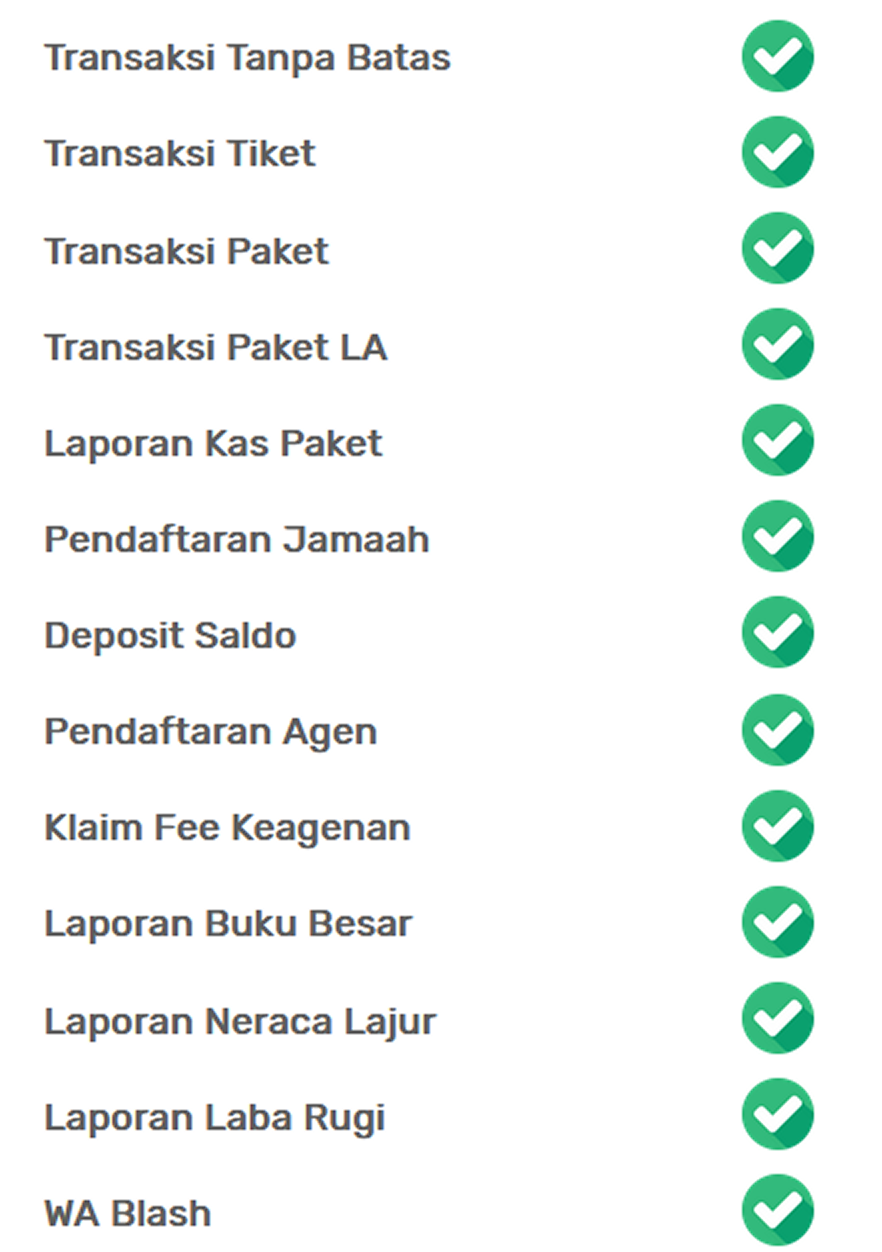 Transaksi Tanpa Batas
Transaksi Tiket
Transaksi Paket
Transaksi Paket LA
Laporan Kas Paket
Pendaftaran Jamaah
Deposit Saldo
Pendaftaran Agen
Klaim Fee Keagenan
Laporan Buku Besar
Laporan Neraca Lajur
Laporan Laba Rugi
WA Blash